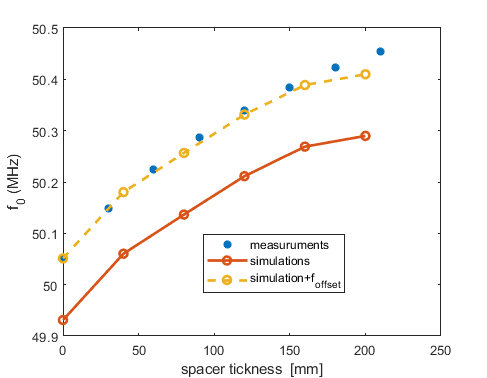 50.5
50.4
50.3
50.2
50.1
50
49.9
f0 (MHz)
measuruments
simulations
simulation+foffset
0
50
100
150
200
250
spacer tickness [mm]